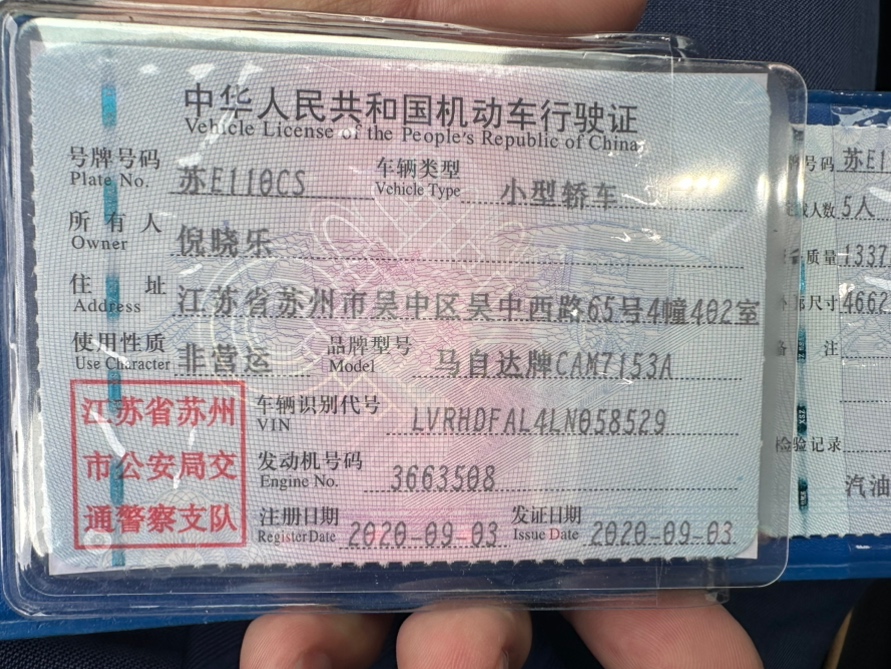 中华人民共和国机动车行驶证
Vehicle License of the People's Republic of China
号牌号码 苏E110CS 车辆类型 小型轿车
Plate No. Vehicle Type
所有人 倪晓乐
Owner
住址 江苏省苏州市吴中区吴中西路65号4幢402室
Address
使用性质 非营运 品牌型号 马自达牌CAM7153A
Use Character Model
江苏省苏州
市公安局交
通警察支队
车辆识别代号 LVRHDFAL4LN058529
VIN
发动机号码 3663508
Engine No.
注册日期 2020-09-03 发证日期 2020-09-03
Register Date Issue Date
号码 苏E1
人数 5人
质量 1337
尺寸 4662
注
检验记录
汽油